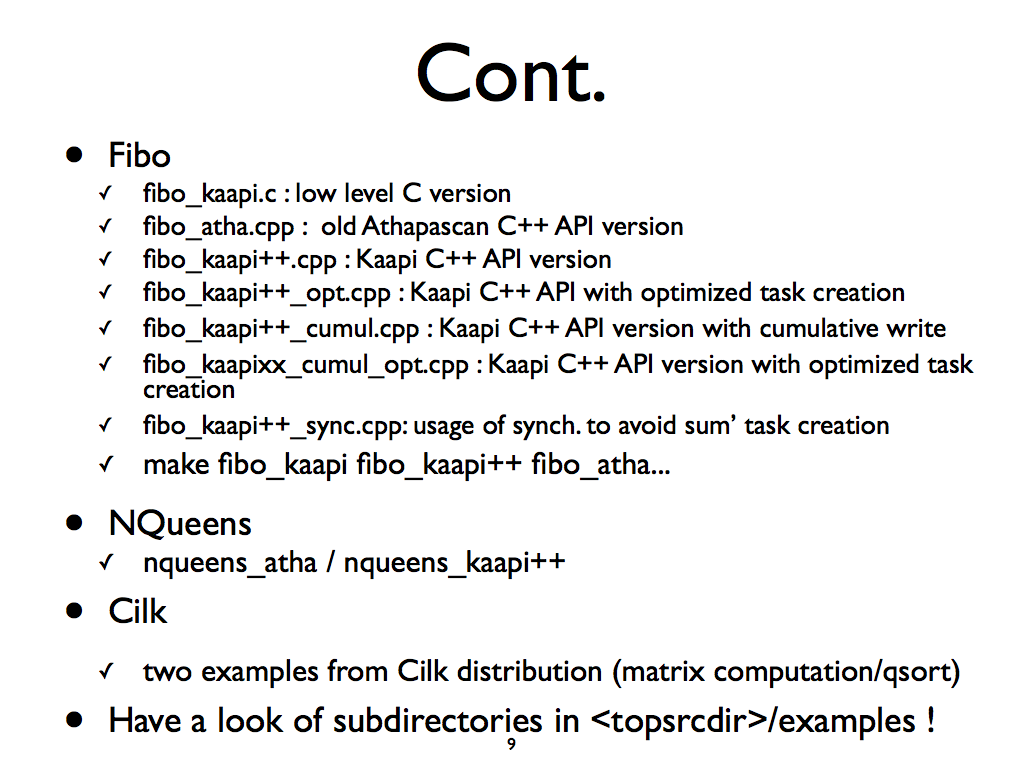 Cont.
• Fibo
✓ fibo_kaapi.c : low level C version
✓ fibo_atha.cpp :  old Athapascan C++ API version
✓ fibo_kaapi++.cpp : Kaapi C++ API version
✓ fibo_kaapi++_opt.cpp : Kaapi C++ API with optimized task creation
✓ fibo_kaapi++_cumul.cpp : Kaapi C++ API version with cumulative write
✓ fibo_kaapixx_cumul_opt.cpp : Kaapi C++ API version with optimized task
creation
✓ fibo_kaapi++_sync.cpp: usage of synch. to avoid sum’ task creation
✓ make fibo_kaapi fibo_kaapi++ fibo_atha...
• NQueens
✓ nqueens_atha / nqueens_kaapi++
• Cilk
✓ two examples from Cilk distribution (matrix computation/qsort)
• Have a look of subdirectories in <topsrcdir>/examples !
9